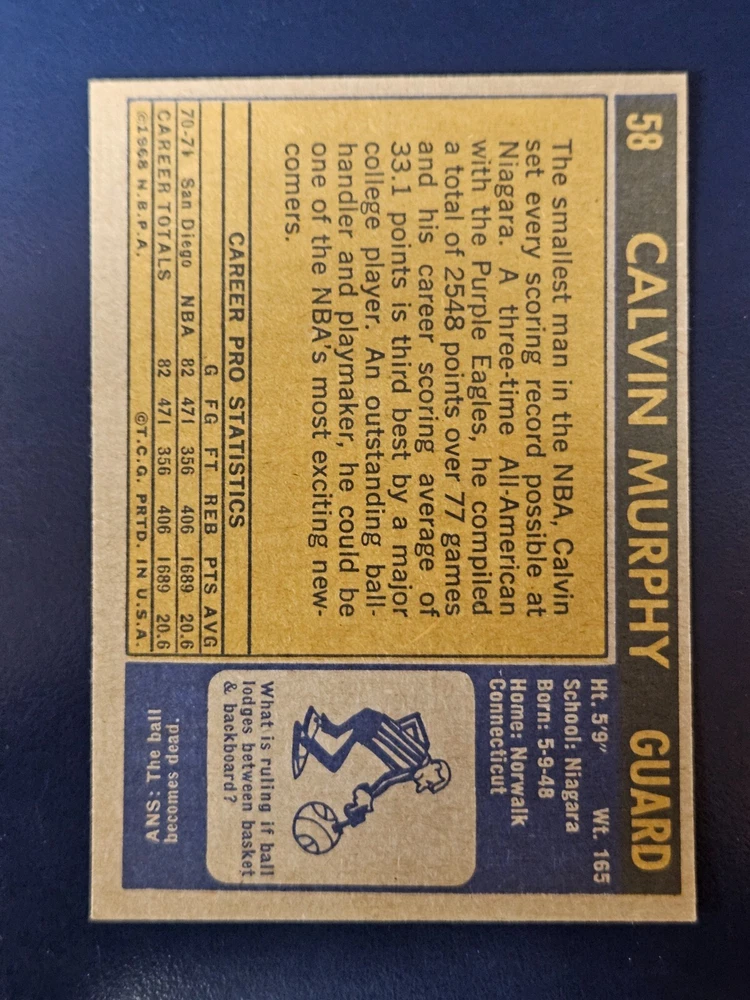 58 CALVIN MURPHY GUARD
The smallest man in the NBA, Calvin
set every scoring record possible at
Niagara. A three-time All-American
with the Purple Eagles, he compiled
a total of 2548 points over 77 games
and his career scoring average of
33.1 points is third best by a major
college player. An outstanding ball-
handler and playmaker, he could be
one of the NBA's most exciting new-
comers.
CAREER PRO STATISTICS
G FG FT REB PTS AVG
70-71 San Diego NBA 82 471 356 406 1689 20.6
CAREER TOTALS 82 471 356 406 1689 20.6
©1968 N.B.P.A. ©T.C.G. PRTD. IN U.S.A.
Ht. 5'9" Wt. 165
School: Niagara
Born: 5-9-48
Home: Norwalk
Connecticut
What is ruling if ball
lodges between basket
& backboard?
ANS: The ball
becomes dead.